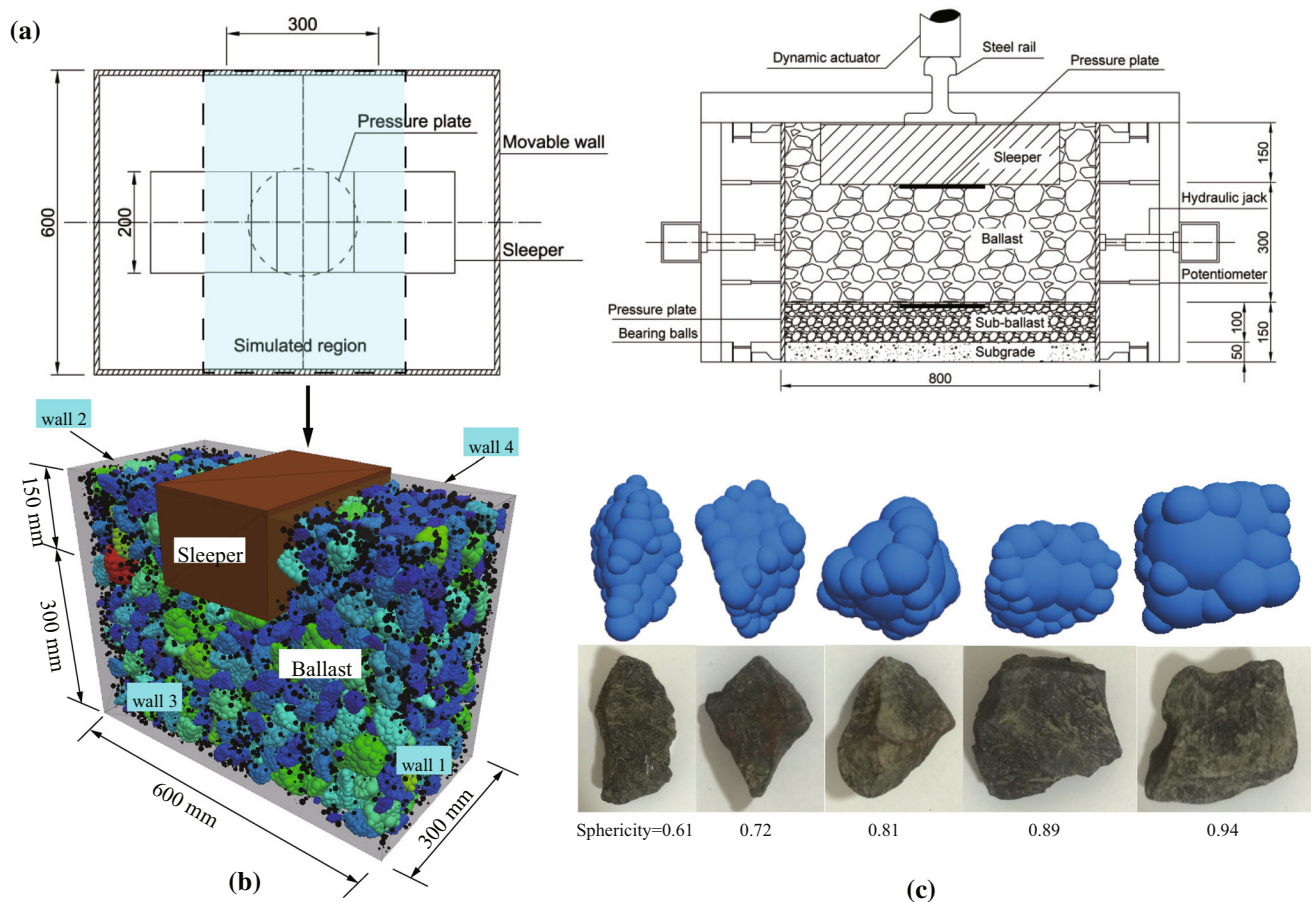 (a)
300
600
200
Pressure plate
Movable wall
Sleeper
Simulated region
Dynamic actuator
Steel rail
Pressure plate
Sleeper
150
Hydraulic jack
300
Ballast
Potentiometer
Pressure plate
Sub-ballast
100
150
Bearing balls
Subgrade
50
800
wall 2
wall 4
150 mm
Sleeper
300 mm
Ballast
wall 3
wall 1
600 mm
300 mm
(b)
Sphericity=0.61 0.72 0.81 0.89 0.94
(c)